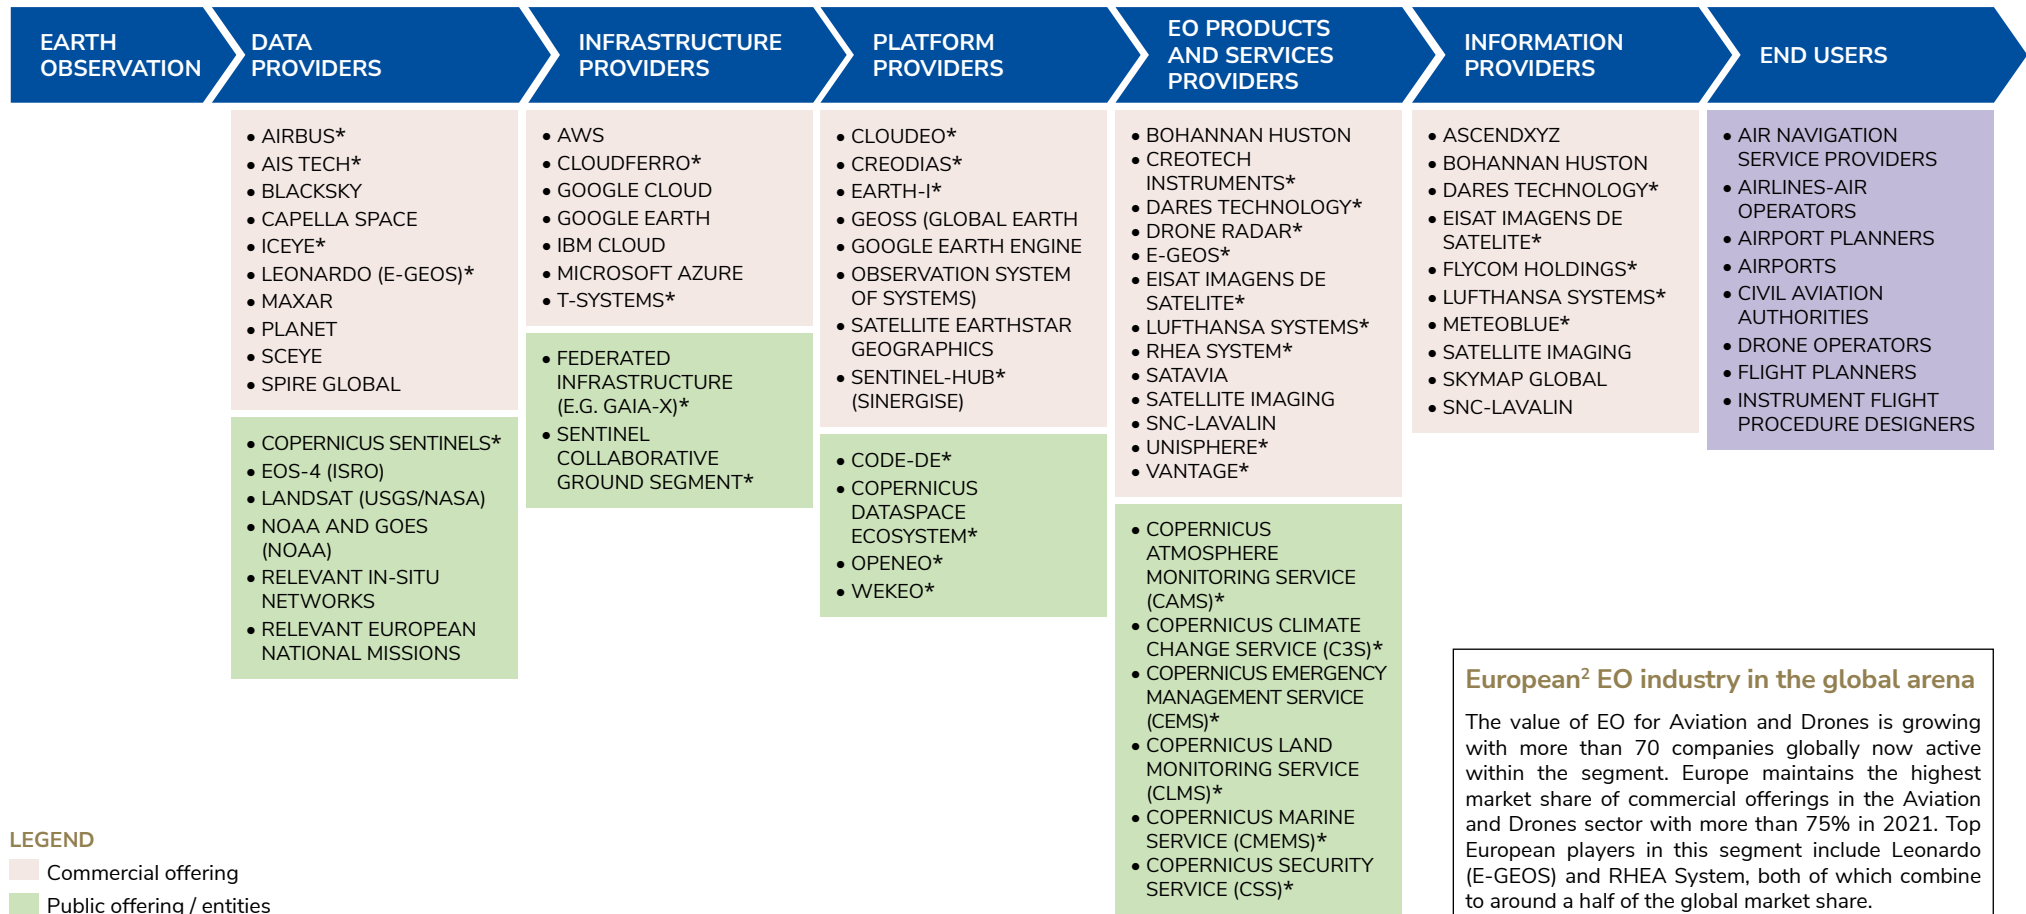 EARTH
OBSERVATION
DATA
PROVIDERS
INFRASTRUCTURE
PROVIDERS
PLATFORM
PROVIDERS
EO PRODUCTS
AND SERVICES
PROVIDERS
INFORMATION
PROVIDERS
END USERS
• AIRBUS*
• AIS TECH*
• BLACKSKY
• CAPELLA SPACE
• ICEYE*
• LEONARDO (E-GEOS)*
• MAXAR
• PLANET
• SCEYE
• SPIRE GLOBAL
• COPERNICUS SENTINELS*
• EOS-4 (ISRO)
• LANDSAT (USGS/NASA)
• NOAA AND GOES
(NOAA)
• RELEVANT IN-SITU
NETWORKS
• RELEVANT EUROPEAN
NATIONAL MISSIONS
• AWS
• CLOUDFERRO*
• GOOGLE CLOUD
• GOOGLE EARTH
• IBM CLOUD
• MICROSOFT AZURE
• T-SYSTEMS*
• FEDERATED
INFRASTRUCTURE
(E.G. GAIA-X)*
• SENTINEL
COLLABORATIVE
GROUND SEGMENT*
• CLOUDEO*
• CREODIAS*
• EARTH-I*
• GEOSS (GLOBAL EARTH
• GOOGLE EARTH ENGINE
• OBSERVATION SYSTEM
OF SYSTEMS)
• SATELLITE EARTHSTAR
GEOGRAPHICS
• SENTINEL-HUB*
(SINERGISE)
• CODE-DE*
• COPERNICUS
DATASPACE
ECOSYSTEM*
• OPENEO*
• WEKEO*
• BOHANNAN HUSTON
• CREOTECH
INSTRUMENTS*
• DARES TECHNOLOGY*
• DRONE RADAR*
• E-GEOS*
• EISAT IMAGENS DE
SATELITE*
• LUFTHANSA SYSTEMS*
• RHEA SYSTEM*
• SATAVIA
• SATELLITE IMAGING
• SNC-LAVALIN
• UNISPHERE*
• VANTAGE*
• COPERNICUS
ATMOSPHERE
MONITORING SERVICE
(CAMS)*
• COPERNICUS CLIMATE
CHANGE SERVICE (C3S)*
• COPERNICUS EMERGENCY
MANAGEMENT SERVICE
(CEMS)*
• COPERNICUS LAND
MONITORING SERVICE
(CLMS)*
• COPERNICUS MARINE
SERVICE (CMEMS)*
• COPERNICUS SECURITY
SERVICE (CSS)*
• ASCENDXYZ
• BOHANNAN HUSTON
• DARES TECHNOLOGY*
• EISAT IMAGENS DE
SATELITE*
• FLYCOM HOLDINGS*
• LUFTHANSA SYSTEMS*
• METEOBLUE*
• SATELLITE IMAGING
• SKYMAP GLOBAL
• SNC-LAVALIN
• AIR NAVIGATION
SERVICE PROVIDERS
• AIRLINES-AIR
OPERATORS
• AIRPORT PLANNERS
• AIRPORTS
• CIVIL AVIATION
AUTHORITIES
• DRONE OPERATORS
• FLIGHT PLANNERS
• INSTRUMENT FLIGHT
PROCEDURE DESIGNERS
European² EO industry in the global arena
The value of EO for Aviation and Drones is growing
with more than 70 companies globally now active
within the segment. Europe maintains the highest
market share of commercial offerings in the Aviation
and Drones sector with more than 75% in 2021. Top
European players in this segment include Leonardo
(E-GEOS) and RHEA System, both of which combine
to around a half of the global market share.
LEGEND
Commercial offering
Public offering / entities